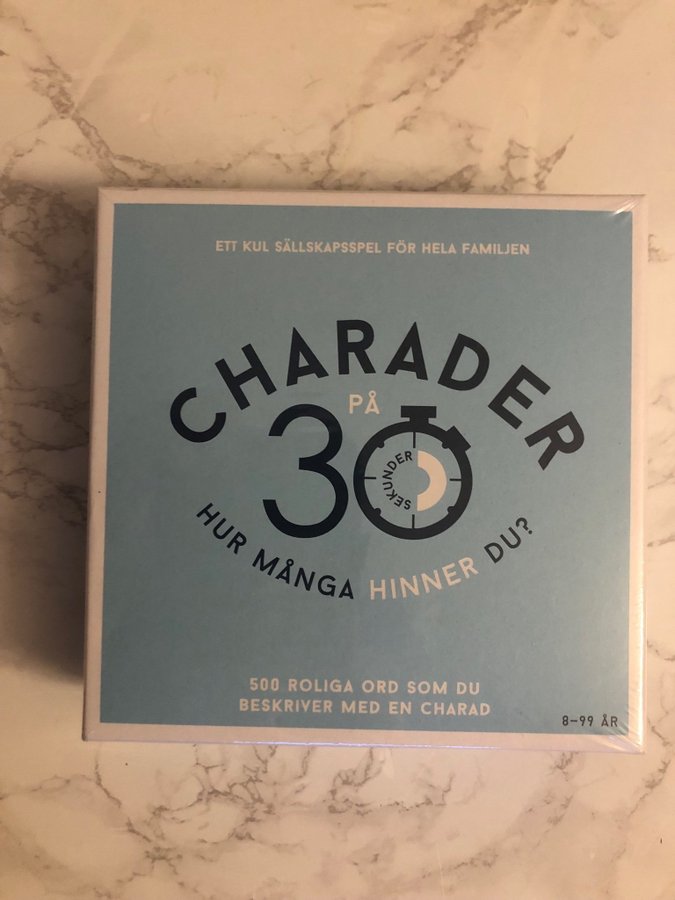 ETT KUL SÄLLSKAPSSPEL FÖR HELA FAMILJEN
CHARADER
PÅ
30
SEKUNDER
HUR MÅNGA HINNER DU?
500 ROLIGA ORD SOM DU
BESKRIVER MED EN CHARAD
8–99 ÅR